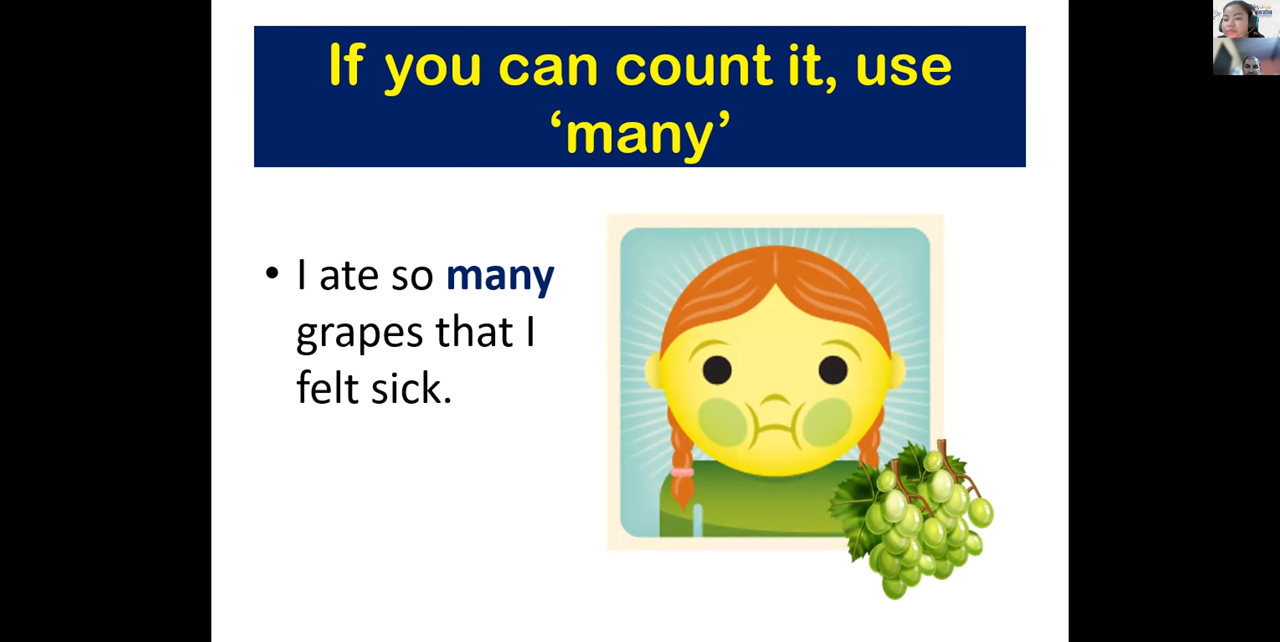 If you can count it, use
‘many’
• I ate so many
grapes that I
felt sick.